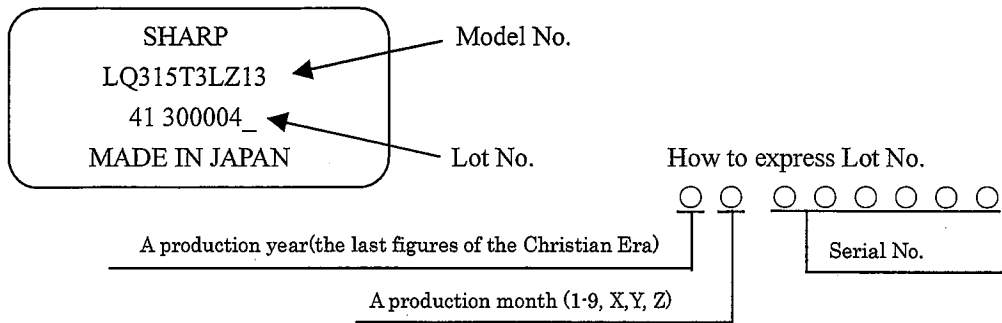 SHARP
LQ315T3LZ13
41 300004_
MADE IN JAPAN
Model No.
Lot No.
How to express Lot No.
○ ○ ○ ○ ○ ○ ○ ○
A production year(the last figures of the Christian Era)
Serial No.
A production month (1-9, X,Y, Z)